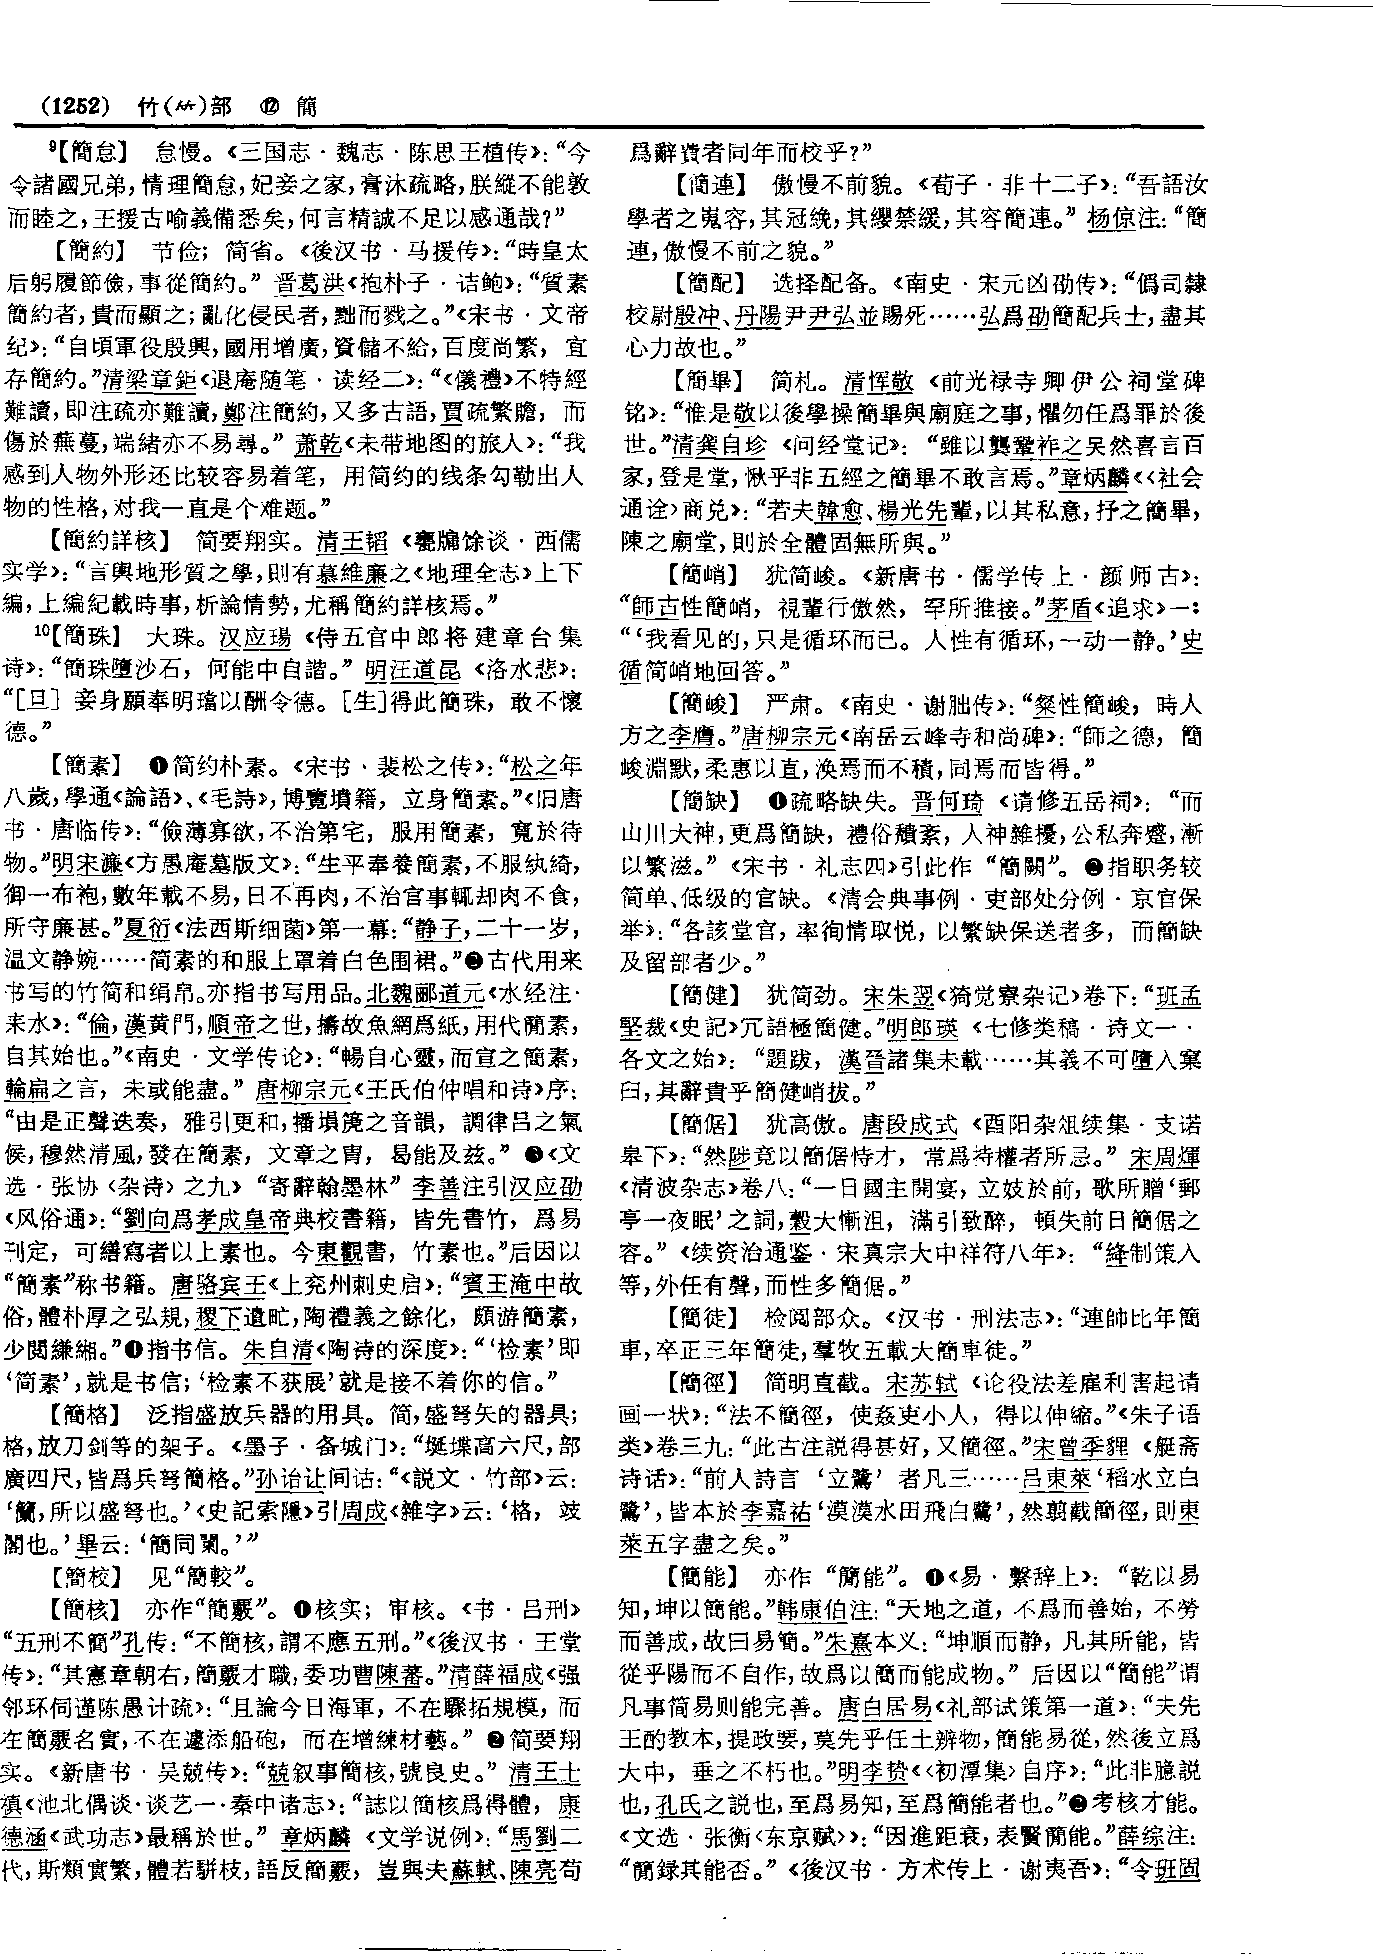 (1252) 竹(⺮)部 ⑫ 簡
⁹【簡怠】 怠慢。《三国志·魏志·陈思王植传》：“今
令諸國兄弟，情理簡怠，妃妾之家，膏沐疏略，朕縱不能敦
而睦之，王援古喻義備悉矣，何言精誠不足以感通哉？”
【簡約】 节俭；简省。《後汉书·马援传》：“時皇太
后躬履節儉，事從簡約。” 晋葛洪《抱朴子·诘鲍》：“質素
簡約者，貴而顯之；亂化侵民者，黜而戮之。”《宋书·文帝
纪》：“自頃軍役殷興，國用增廣，資儲不給，百度尚繁，宜
存簡約。”清梁章鉅《退庵随笔·读经二》：“《儀禮》不特經
難讀，即注疏亦難讀，鄭注簡約，又多古語，賈疏繁贍，而
傷於蕪蔓，端緒亦不易尋。” 萧乾《未带地图的旅人》：“我
感到人物外形还比较容易着笔，用简约的线条勾勒出人
物的性格，对我一直是个难题。”
【簡約詳核】 简要翔实。清王韬《甕牖馀谈·西儒
实学》：“言輿地形質之學，則有慕維廉之《地理全志》上下
編，上編紀載時事，析論情勢，尤稱簡約詳核焉。”
¹⁰【簡珠】 大珠。汉应瑒《侍五官中郎将建章台集
诗》：“簡珠墮沙石，何能中自諧。” 明汪道昆《洛水悲》：
“［旦］妾身願奉明璫以酬令德。［生］得此簡珠，敢不懷
德。”
【簡素】 ❶简约朴素。《宋书·裴松之传》：“松之年
八歲，學通《論語》、《毛詩》，博覽墳籍，立身簡素。”《旧唐
书·唐临传》：“儉薄寡欲，不治第宅，服用簡素，寬於待
物。”明宋濂《方愚庵墓版文》：“生平奉養簡素，不服紈綺，
御一布袍，數年載不易，日不再肉，不治官事輒却肉不食，
所守廉甚。”夏衍《法西斯细菌》第一幕：“静子，二十一岁，
温文静婉……简素的和服上罩着白色围裙。”❷古代用来
书写的竹简和绢帛。亦指书写用品。北魏郦道元《水经注·
耒水》：“倫，漢黄門，順帝之世，擣故魚網爲紙，用代簡素，
自其始也。”《南史·文学传论》：“暢自心靈，而宣之簡素，
輪扁之言，未或能盡。” 唐柳宗元《王氏伯仲唱和诗》序：
“由是正聲迭奏，雅引更和，播塤篪之音韻，調律吕之氣
候，穆然清風，發在簡素，文章之冑，曷能及兹。” ❸《文
选·张协〈杂诗〉之九》 “寄辭翰墨林” 李善注引汉应劭
《风俗通》：“劉向爲孝成皇帝典校書籍，皆先書竹，爲易
刊定，可繕寫者以上素也。今東觀書，竹素也。”后因以
“簡素”称书籍。唐骆宾王《上兖州刺史启》：“賓王淹中故
俗，體朴厚之弘規，稷下遺甿，陶禮義之餘化，頗游簡素，
少閲縑緗。”❹指书信。朱自清《陶诗的深度》：“‘检素’即
‘简素’，就是书信；‘检素不获展’就是接不着你的信。”
【簡格】 泛指盛放兵器的用具。简，盛弩矢的器具；
格，放刀剑等的架子。《墨子·备城门》：“埏堞高六尺，部
廣四尺，皆爲兵弩簡格。”孙诒让间诂：“《説文·竹部》云：
‘籣，所以盛弩也。’《史記索隱》引周成《雜字》云：‘格，歧
閣也。’畢云：‘簡同闌。’”
【簡校】 见“簡較”。
【簡核】 亦作“簡覈”。❶核实；审核。《书·吕刑》
“五刑不簡”孔传：“不簡核，謂不應五刑。”《後汉书·王堂
传》：“其憲章朝右，簡覈才職，委功曹陳蕃。”清薛福成《强
邻环伺谨陈愚计疏》：“且論今日海軍，不在驟拓規模，而
在簡覈名實，不在遽添船砲，而在增練材藝。” ❷简要翔
实。《新唐书·吴兢传》：“兢叙事簡核，號良史。” 清王士
禛《池北偶谈·谈艺一·秦中诸志》：“誌以簡核爲得體，康
德涵《武功志》最稱於世。” 章炳麟《文学说例》：“馬劉二
代，斯類實繁，體若駢枝，語反簡覈，豈與夫蘇軾、陳亮苟
爲辭費者同年而校乎？”
【簡連】 傲慢不前貌。《荀子·非十二子》：“吾語汝
學者之嵬容，其冠絻，其纓禁緩，其容簡連。” 杨倞注：“簡
連，傲慢不前之貌。”
【簡配】 选择配备。《南史·宋元凶劭传》：“僞司隸
校尉殷冲、丹陽尹尹弘並賜死……弘爲劭簡配兵士，盡其
心力故也。”
【簡畢】 简札。清恽敬《前光禄寺卿伊公祠堂碑
铭》：“惟是敬以後學操簡畢與廟庭之事，懼勿任爲罪於後
世。”清龚自珍《问经堂记》：“雖以龔鞏祚之吴然喜言百
家，登是堂，愀乎非五經之簡畢不敢言焉。”章炳麟《〈社会
通诠〉商兑》：“若夫韓愈、楊光先輩，以其私意，抒之簡畢，
陳之廟堂，則於全體固無所與。”
【簡峭】 犹简峻。《新唐书·儒学传上·颜师古》：
“師古性簡峭，視輩行傲然，罕所推接。”茅盾《追求》一：
“‘我看见的，只是循环而已。人性有循环，一动一静。’史
循简峭地回答。”
【簡峻】 严肃。《南史·谢朏传》：“粲性簡峻，時人
方之李膺。”唐柳宗元《南岳云峰寺和尚碑》：“師之德，簡
峻淵默，柔惠以直，渙焉而不積，同焉而皆得。”
【簡缺】 ❶疏略缺失。晋何琦《请修五岳祠》：“而
山川大神，更爲簡缺，禮俗穨紊，人神雜擾，公私奔蹙，漸
以繁滋。” 《宋书·礼志四》引此作“簡闕”。❷指职务较
简单、低级的官缺。《清会典事例·吏部处分例·京官保
举》：“各該堂官，率徇情取悦，以繁缺保送者多，而簡缺
及留部者少。”
【簡健】 犹简劲。宋朱翌《猗觉寮杂记》卷下：“班孟
堅裁《史記》冗語極簡健。”明郎瑛《七修类稿·诗文一·
各文之始》：“題跋，漢晉諸集未載……其義不可墮入窠
臼，其辭貴乎簡健峭拔。”
【簡倨】 犹高傲。唐段成式《酉阳杂俎续集·支诺
皋下》：“然陟竟以簡倨恃才，常爲持權者所忌。” 宋周煇
《清波杂志》卷八：“一日國主開宴，立妓於前，歌所贈‘郵
亭一夜眠’之詞，穀大慚沮，滿引致醉，頓失前日簡倨之
容。”《续资治通鉴·宋真宗大中祥符八年》：“絳制策入
等，外任有聲，而性多簡倨。”
【簡徒】 检阅部众。《汉书·刑法志》：“連帥比年簡
車，卒正三年簡徒，羣牧五載大簡車徒。”
【簡徑】 简明直截。宋苏轼《论役法差雇利害起请
画一状》：“法不簡徑，使姦吏小人，得以伸縮。”《朱子语
类》卷三九：“此古注説得甚好，又簡徑。”宋曾季貍《艇斋
诗话》：“前人詩言‘立鷺’者凡三……吕東萊‘稻水立白
鷺’，皆本於李嘉祐‘漠漠水田飛白鷺’，然翦截簡徑，則東
萊五字盡之矣。”
【簡能】 亦作“簡能”。❶《易·繫辞上》：“乾以易
知，坤以簡能。”韩康伯注：“天地之道，不爲而善始，不勞
而善成，故曰易簡。”朱熹本义：“坤順而静，凡其所能，皆
從乎陽而不自作，故爲以簡而能成物。” 后因以“簡能”谓
凡事简易则能完善。唐白居易《礼部试策第一道》：“夫先
王酌教本，提政要，莫先乎任土辨物，簡能易從，然後立爲
大中，垂之不朽也。”明李贽《〈初潭集〉自序》：“此非臆説
也，孔氏之説也，至爲易知，至爲簡能者也。”❷考核才能。
《文选·张衡〈东京赋〉》：“因進距衰，表賢簡能。”薛综注：
“簡録其能否。” 《後汉书·方术传上·谢夷吾》：“令班固